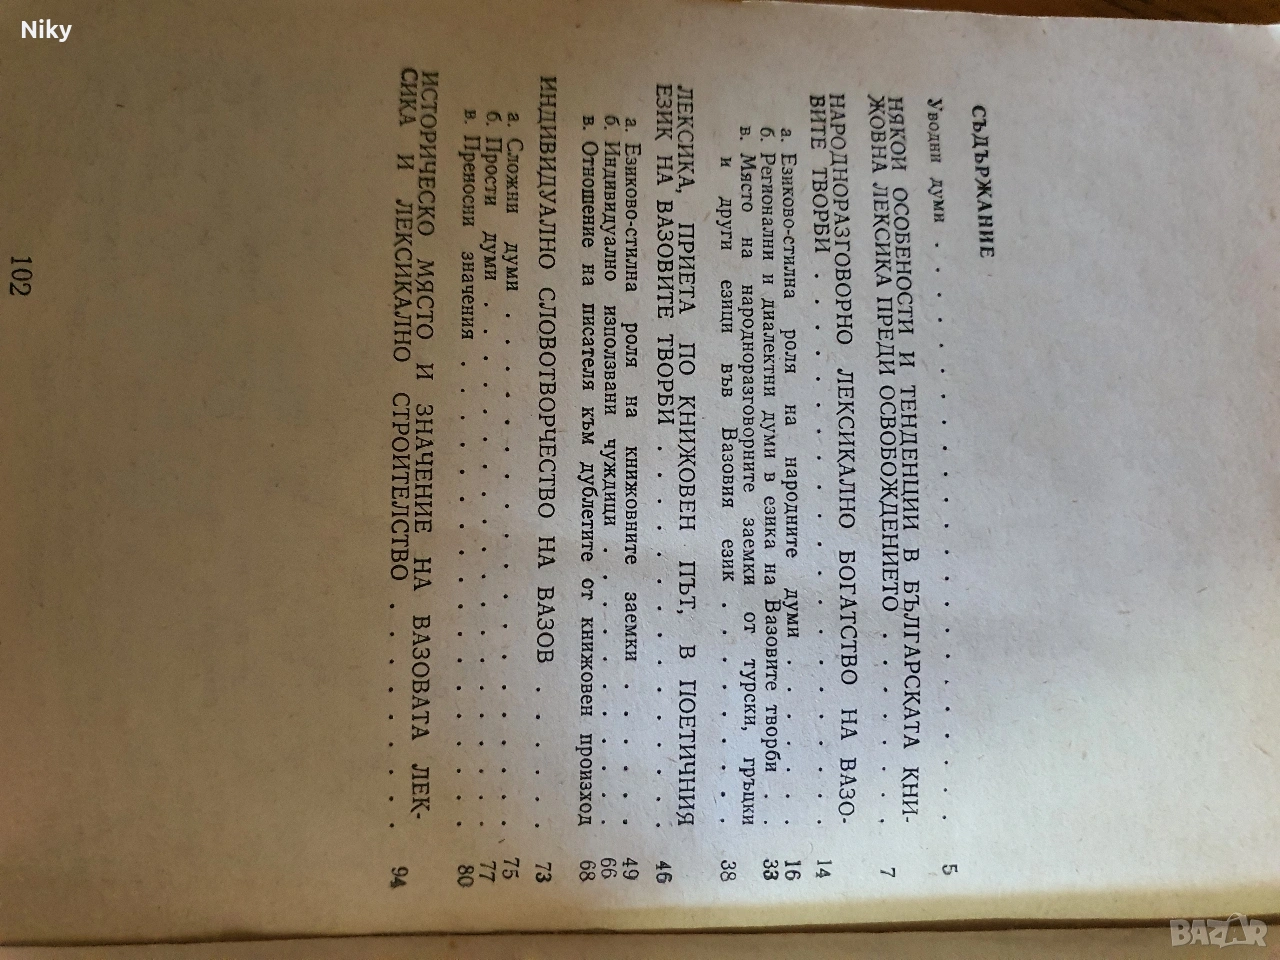 Niky
СЪДЪРЖАНИЕ
Уводни думи . . . . . . . . . . . . . . . . . . . 5
НЯКОИ ОСОБЕНОСТИ И ТЕНДЕНЦИИ В БЪЛГАРСКАТА КНИ-
ЖОВНА ЛЕКСИКА ПРЕДИ ОСВОБОЖДЕНИЕТО . . . . . . 7
НАРОДНОРАЗГОВОРНО ЛЕКСИКАЛНО БОГАТСТВО НА ВАЗО-
ВИТЕ ТВОРБИ . . . . . . . . . . . . . . . . . . 14
а. Езиково-стилна роля на народните думи . . . . . . 16
б. Регионални и диалектни думи в езика на Вазовите творби . . 33
в. Място на народноразговорните заемки от турски, гръцки
и други езици във Вазовия език . . . . . . . . 38
ЛЕКСИКА, ПРИЕТА ПО КНИЖОВЕН ПЪТ, В ПОЕТИЧНИЯ
ЕЗИК НА ВАЗОВИТЕ ТВОРБИ . . . . . . . . . . . . 46
а. Езиково-стилна роля на книжовните заемки . . . . . 49
б. Индивидуално използвани чуждици . . . . . . . . . 66
в. Отношение на писателя към дублетите от книжовен произход 68
ИНДИВИДУАЛНО СЛОВОТВОРЧЕСТВО НА ВАЗОВ . . . . . 73
а. Сложни думи . . . . . . . . . . . . . . . . . 75
б. Прости думи . . . . . . . . . . . . . . . . . 77
в. Преносни значения . . . . . . . . . . . . . . . 80
ИСТОРИЧЕСКО МЯСТО И ЗНАЧЕНИЕ НА ВАЗОВАТА ЛЕК-
СИКА И ЛЕКСИКАЛНО СТРОИТЕЛСТВО . . . . . . . . 94
102
BAZAR